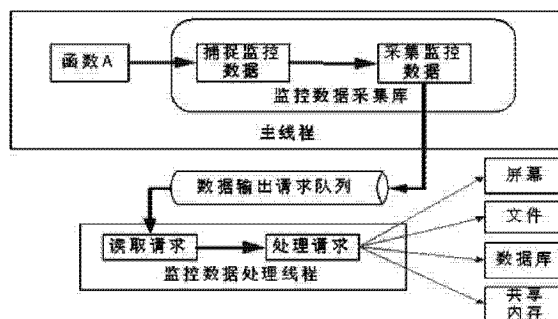 函数A
捕捉监控
数据
采集监控
数据
监控数据采集库
主线程
数据输出请求队列
读取请求
处理请求
监控数据处理线程
屏幕
文件
数据库
共享
内存